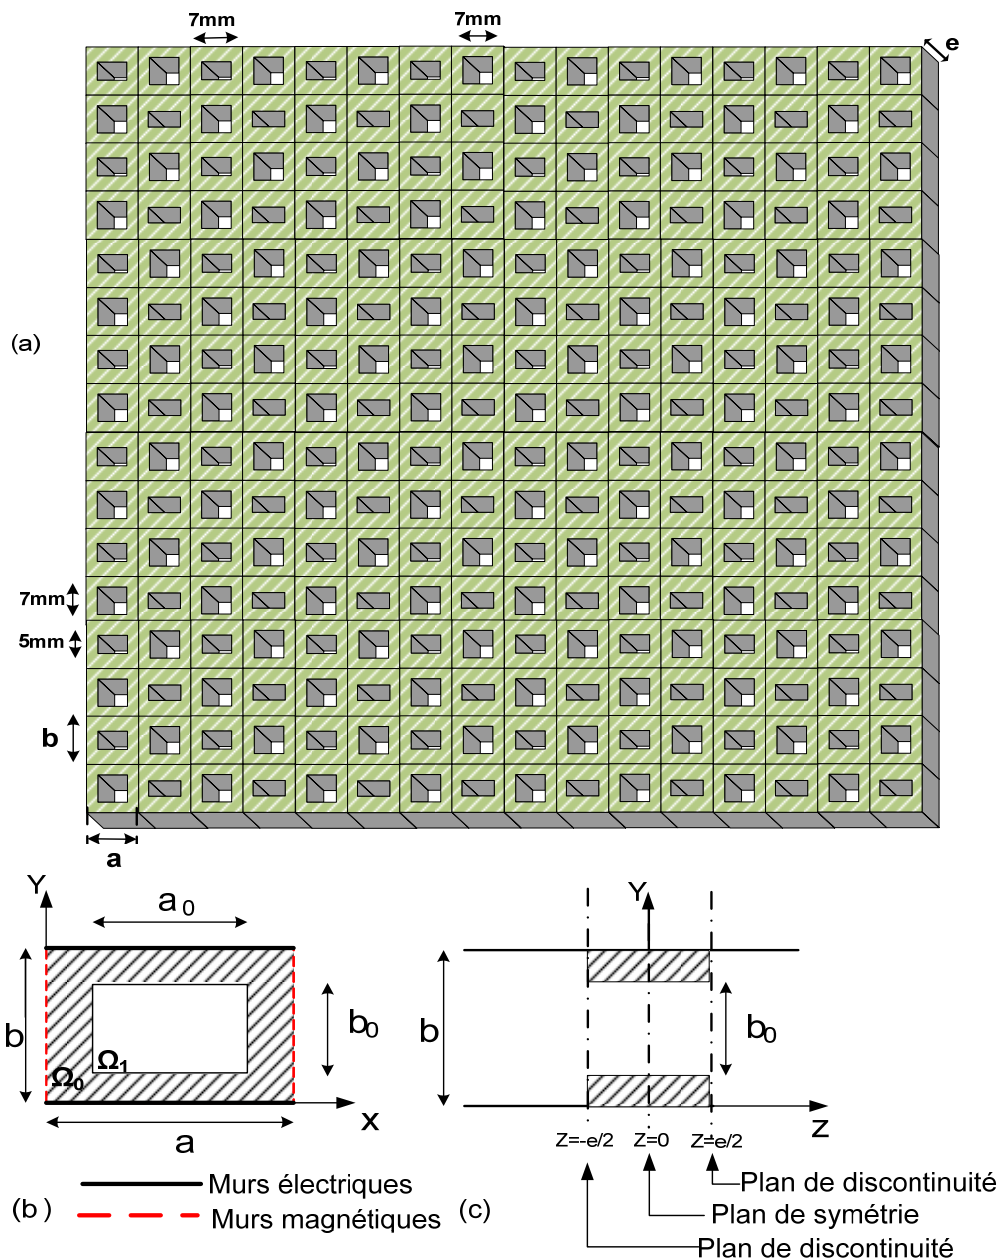 7mm
7mm
e
(a)
7mm
5mm
b
a
Y
a0
b
b0
Ω1
Ω0
X
a
Y
b
b0
Z=-e/2
Z=0
Z=e/2
Z
Murs électriques
Murs magnétiques
(b)
(c)
Plan de discontinuité
Plan de symétrie
Plan de discontinuité